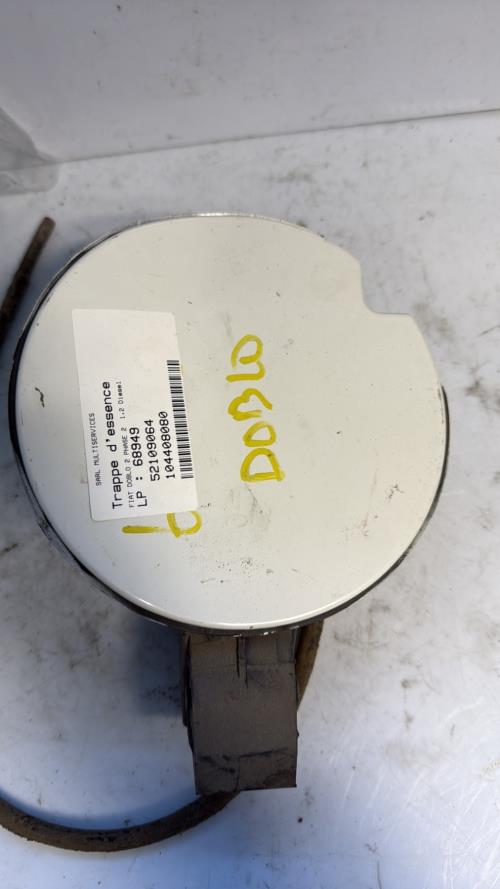 SARL MULTISERVICES
Trappe d'essence
FIAT DOBLO 2 PHASE 2 1.2 Diesel
LP : 68949
52109064
104408080
DOBLO